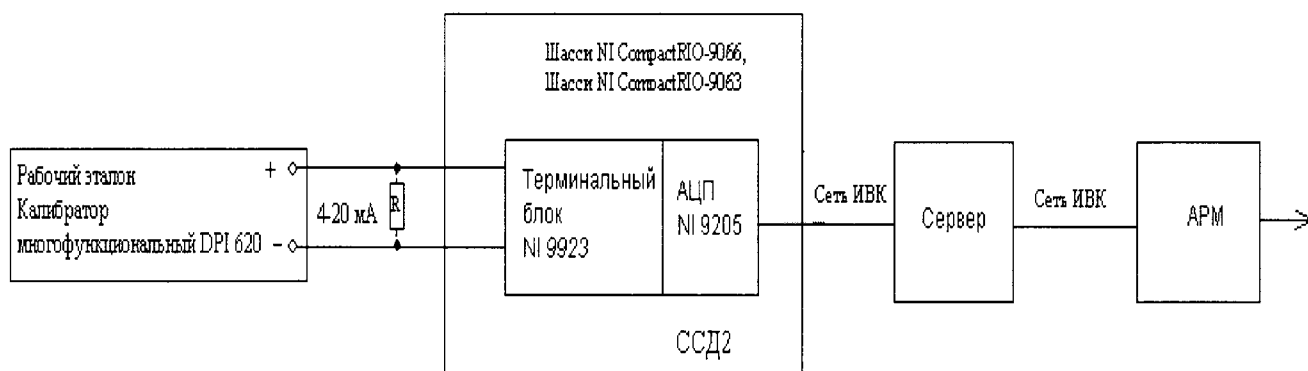 Шасси NI CompactRIO-9066,
Шасси NI CompactRIO-9063
Рабочий эталон
Калибратор
многофункциональный DPI 620
+
−
4-20 мА
R
Терминальный
блок
NI 9923
АЦП
NI 9205
ССД2
Сеть ИВК
Сервер
Сеть ИВК
АРМ